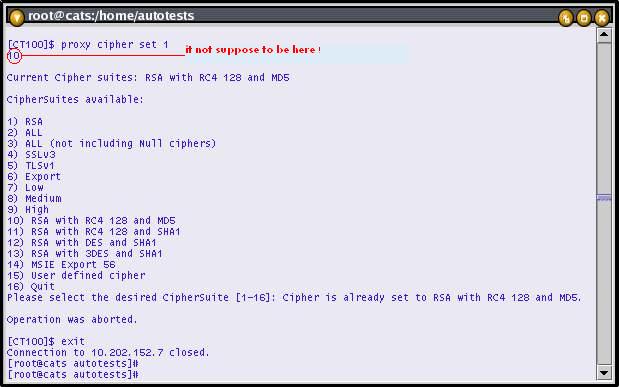 root@cats:/home/autotests
[CT100]$ proxy cipher set 1
10 it not suppose to be here !
Current Cipher suites: RSA with RC4 128 and MD5
CipherSuites available:
1) RSA
2) ALL
3) ALL (not including Null ciphers)
4) SSLv3
5) TLSv1
6) Export
7) Low
8) Medium
9) High
10) RSA with RC4 128 and MD5
11) RSA with RC4 128 and SHA1
12) RSA with DES and SHA1
13) RSA with 3DES and SHA1
14) MSIE Export 56
15) User defined cipher
16) Quit
Please select the desired CipherSuite [1-16]: Cipher is already set to RSA with RC4 128 and MD5.
Operation was aborted.
[CT100]$ exit
Connection to 10.202.152.7 closed.
[root@cats autotests]#
[root@cats autotests]#